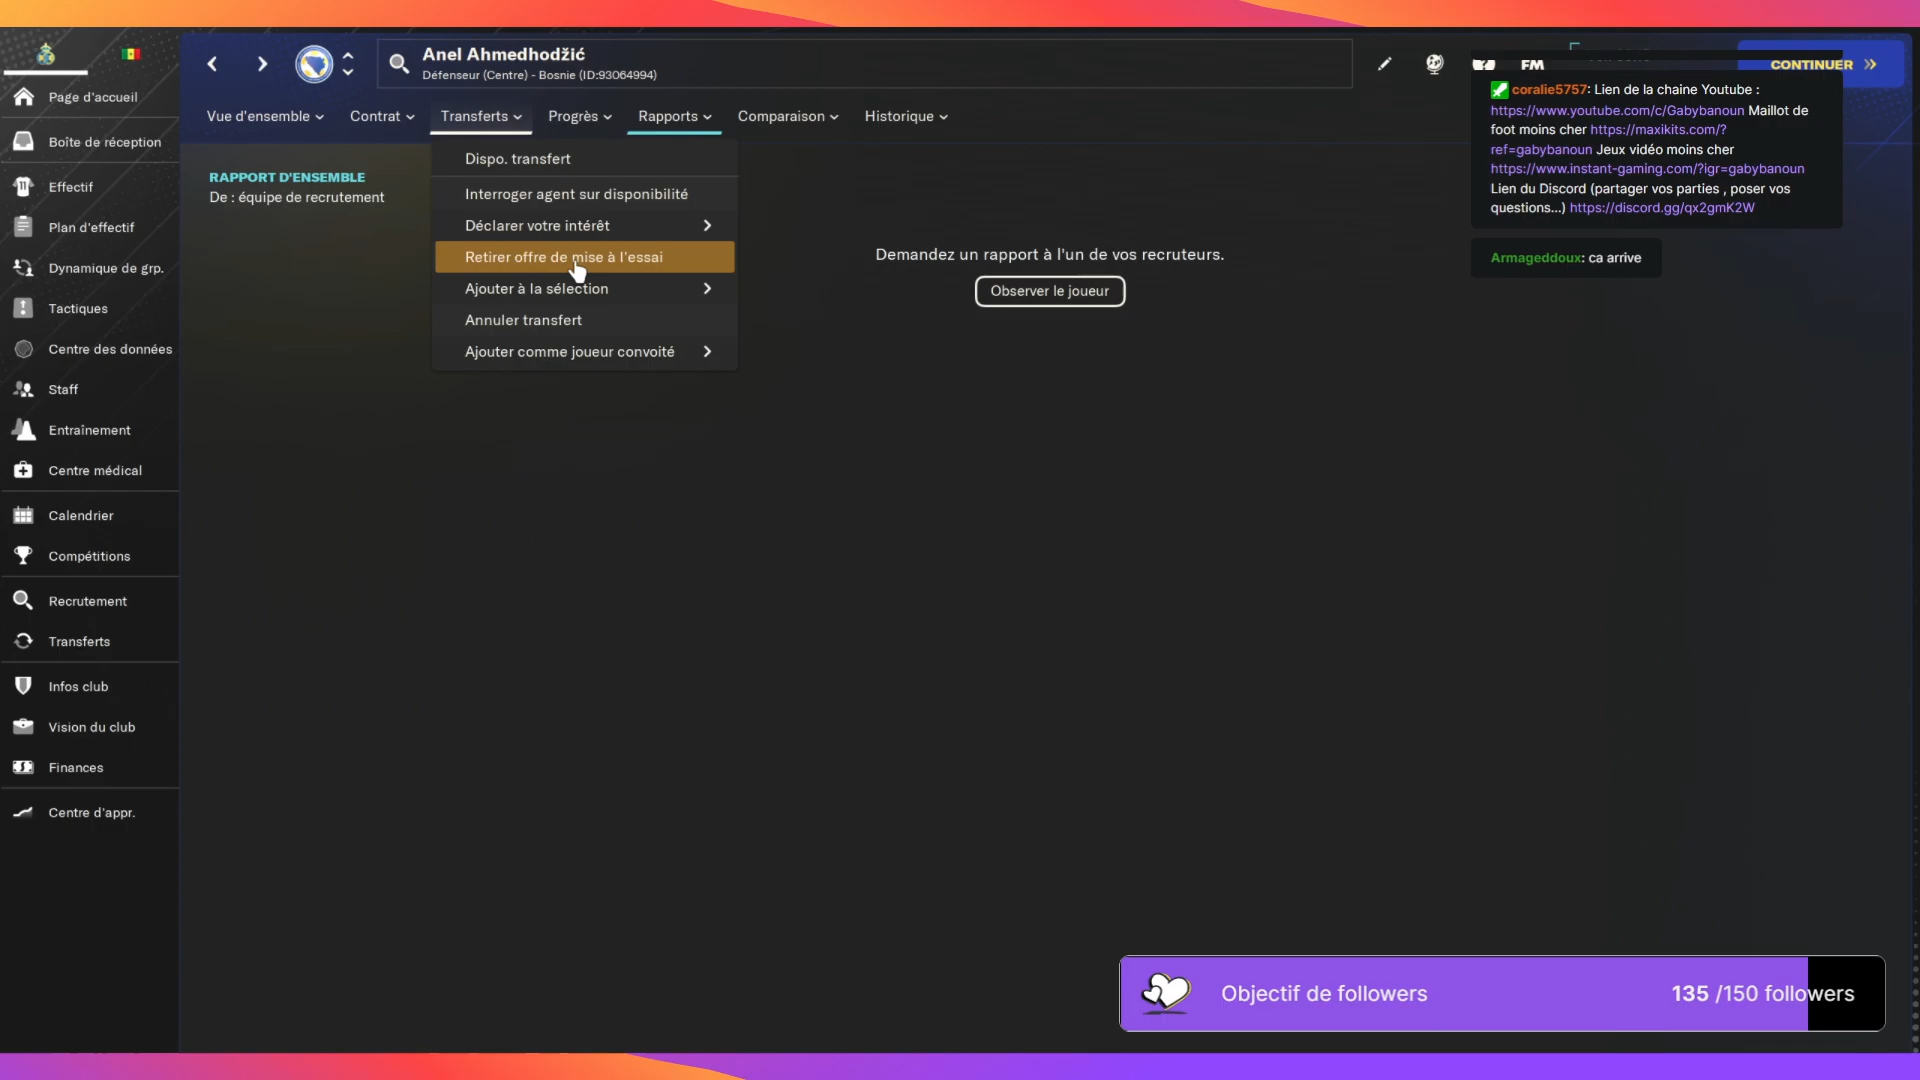 Anel Ahmedhodžić
Défenseur (Centre) - Bosnie (ID:93064994)
FM
CONTINUER
Vue d'ensemble
Contrat
Transferts
Progrès
Rapports
Comparaison
Historique
Page d'accueil
Boîte de réception
Effectif
Plan d'effectif
Dynamique de grp.
Tactiques
Centre des données
Staff
Entraînement
Centre médical
Calendrier
Compétitions
Recrutement
Transferts
Infos club
Vision du club
Finances
Centre d'appr.
RAPPORT D'ENSEMBLE
De : équipe de recrutement
Dispo. transfert
Interroger agent sur disponibilité
Déclarer votre intérêt
Retirer offre de mise à l'essai
Ajouter à la sélection
Annuler transfert
Ajouter comme joueur convoité
Demandez un rapport à l'un de vos recruteurs.
Observer le joueur
coralie5757: Lien de la chaine Youtube :
https://www.youtube.com/c/Gabybanoun Maillot de
foot moins cher https://maxikits.com/?
ref=gabybanoun Jeux vidéo moins cher
https://www.instant-gaming.com/?igr=gabybanoun
Lien du Discord (partager vos parties , poser vos
questions...) https://discord.gg/qx2gmK2W
Armageddoux: ca arrive
Objectif de followers
135 /150 followers